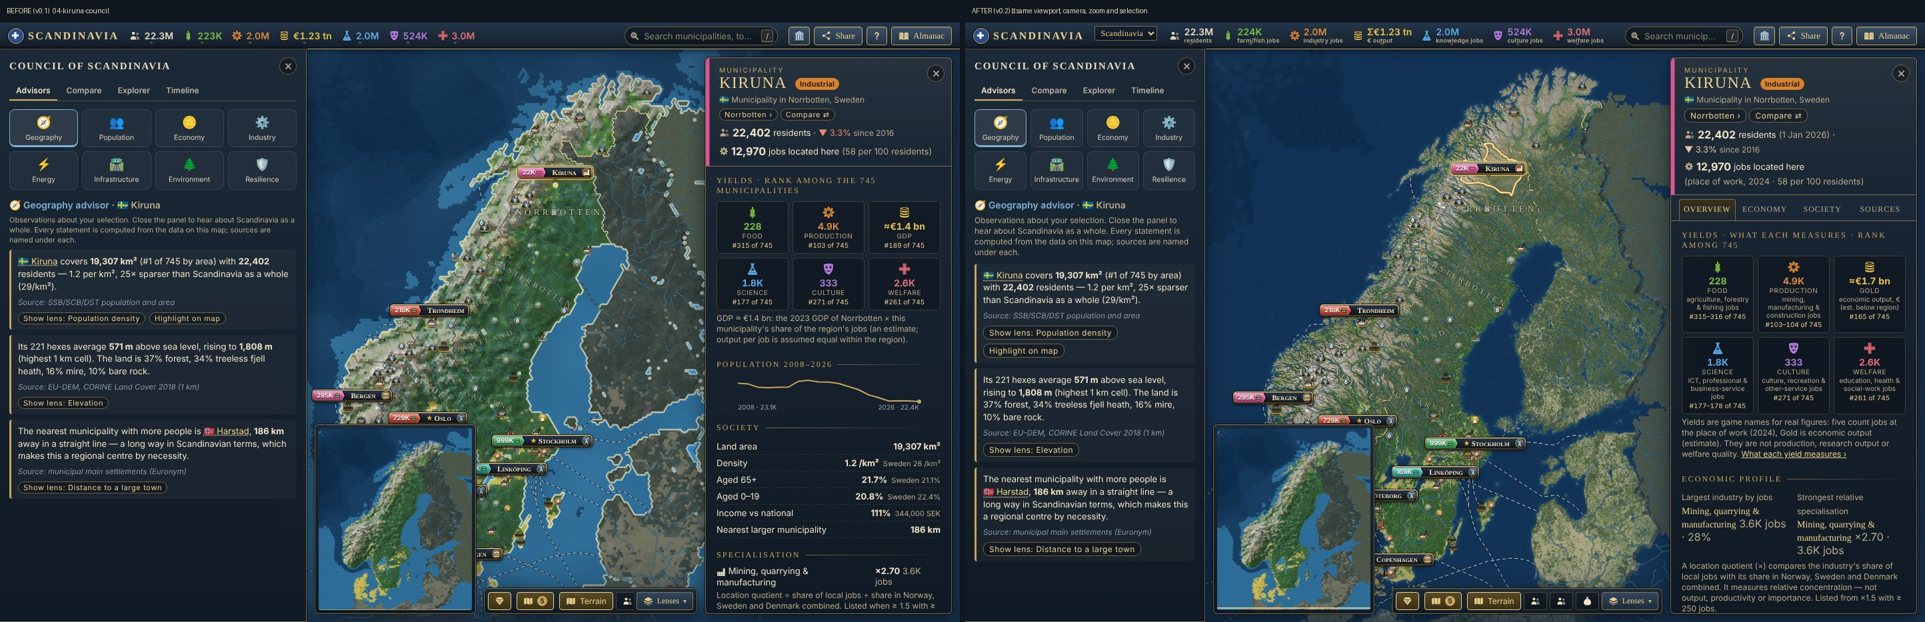 BEFORE (v0.1) 04-kiruna-council
SCANDINAVIA 22.3M 223K 2.0M €1.23 tn 2.0M 524K 3.0M Search municipalities, to... / Share ? Almanac
COUNCIL OF SCANDINAVIA
Advisors Compare Explorer Timeline
Geography Population Economy Industry
Energy Infrastructure Environment Resilience
Geography advisor · Kiruna
Observations about your selection. Close the panel to hear about Scandinavia as a
whole. Every statement is computed from the data on this map; sources are
named under each.
Kiruna covers 19,307 km² (#1 of 745 by area) with 22,402
residents — 1.2 per km², 25× sparser than Scandinavia as a whole
(29/km²).
Source: SSB/SCB/DST population and area
Show lens: Population density Highlight on map
Its 221 hexes average 571 m above sea level, rising to 1,808 m
(highest 1 km cell). The land is 37% forest, 34% treeless fjell
heath, 16% mire, 10% bare rock.
Source: EU-DEM, CORINE Land Cover 2018 (1 km)
Show lens: Elevation
The nearest municipality with more people is Harstad, 186 km
away in a straight line — a long way in Scandinavian terms, which
makes this a regional centre by necessity.
Source: municipal main settlements (Euronym)
Show lens: Distance to a large town
22K KIRUNA
NORRBOTTEN
218K TRONDHEIM
295K BERGEN
729K OSLO
999K STOCKHOLM
LINKÖPING
5 Terrain Lenses
MUNICIPALITY
KIRUNA Industrial
Municipality in Norrbotten, Sweden
Norrbotten › Compare ⇄
22,402 residents · ▼ 3.3% since 2016
12,970 jobs located here (58 per 100 residents)
YIELDS · RANK AMONG THE 745
MUNICIPALITIES
228 4.9K ≈€1.4 bn
FOOD PRODUCTION GDP
#315 of 745 #103 of 745 #189 of 745
1.8K 333 2.6K
SCIENCE CULTURE WELFARE
#177 of 745 #271 of 745 #261 of 745
GDP ≈ €1.4 bn: the 2023 GDP of Norrbotten × this
municipality's share of the region's jobs (an estimate;
output per job is assumed equal within the region).
POPULATION 2008–2026
2008 · 23.1K 2026 · 22.4K
SOCIETY
Land area 19,307 km²
Density 1.2 /km² Sweden 26 /km²
Aged 65+ 21.7% Sweden 21.1%
Aged 0–19 20.8% Sweden 22.4%
Income vs national 111% 344,000 SEK
Nearest larger municipality 186 km
SPECIALISATION
Mining, quarrying & ×2.70 3.6K
manufacturing jobs
Location quotient = share of local jobs ÷ share in Norway,
Sweden and Denmark combined. Listed when ≥ 1.5 with ≥
AFTER (v0.2) same viewport, camera, zoom and selection
SCANDINAVIA Scandinavia 22.3M 224K 2.0M Σ€1.23 tn 2.0M 524K 3.0M Search municip... / Share ? Almanac
residents farm/fish jobs industry jobs € output knowledge jobs culture jobs welfare jobs
COUNCIL OF SCANDINAVIA
Advisors Compare Explorer Timeline
Geography Population Economy Industry
Energy Infrastructure Environment Resilience
Geography advisor · Kiruna
Observations about your selection. Close the panel to
hear about Scandinavia as a whole. Every statement is
computed from the data on this map; sources are named
under each.
Kiruna covers 19,307 km² (#1 of 745 by area)
with 22,402 residents — 1.2 per km², 25× sparser
than Scandinavia as a whole (29/km²).
Source: SSB/SCB/DST population and area
Show lens: Population density
Highlight on map
Its 221 hexes average 571 m above sea level,
rising to 1,808 m (highest 1 km cell). The land is
37% forest, 34% treeless fjell heath, 16% mire,
10% bare rock.
Source: EU-DEM, CORINE Land Cover 2018 (1 km)
Show lens: Elevation
The nearest municipality with more people is
Harstad, 186 km away in a straight line — a
long way in Scandinavian terms, which makes this
a regional centre by necessity.
Source: municipal main settlements (Euronym)
Show lens: Distance to a large town
22K KIRUNA
218K TRONDHEIM
295K BERGEN
729K OSLO
999K STOCKHOLM
LINKÖPING
COPENHAGEN
5 Terrain Lenses
MUNICIPALITY
KIRUNA Industrial
Municipality in Norrbotten, Sweden
Norrbotten › Compare ⇄
22,402 residents (1 Jan 2026) ·
▼ 3.3% since 2016
12,970 jobs located here
(place of work, 2024 · 58 per 100 residents)
OVERVIEW ECONOMY SOCIETY SOURCES
YIELDS · WHAT EACH MEASURES · RANK
AMONG 745
228 4.9K ≈€1.7 bn
FOOD PRODUCTION GOLD
agriculture, forestry & fishing jobs mining, manufacturing & construction jobs economic output, € (est. below region)
#315–316 of 745 #103–104 of 745 #165 of 745
1.8K 333 2.6K
SCIENCE CULTURE WELFARE
ICT, professional & business-service jobs culture, recreation & other-service jobs education, health & social-work jobs
#177–178 of 745 #271 of 745 #261 of 745
Yields are game names for real figures: five count jobs at
the place of work (2024), Gold is economic output
(estimate). They are not production, research output or
welfare quality. What each yield measures ›
ECONOMIC PROFILE
Largest industry by jobs Strongest relative specialisation
Mining, quarrying & manufacturing 3.6K jobs · 28% Mining, quarrying & manufacturing ×2.70 · 3.6K jobs
A location quotient (×) compares the industry's share of
local jobs with its share in Norway, Sweden and Denmark
combined. It measures relative concentration — not
output, productivity or importance. Listed from ×1.5 with ≥
250 jobs.